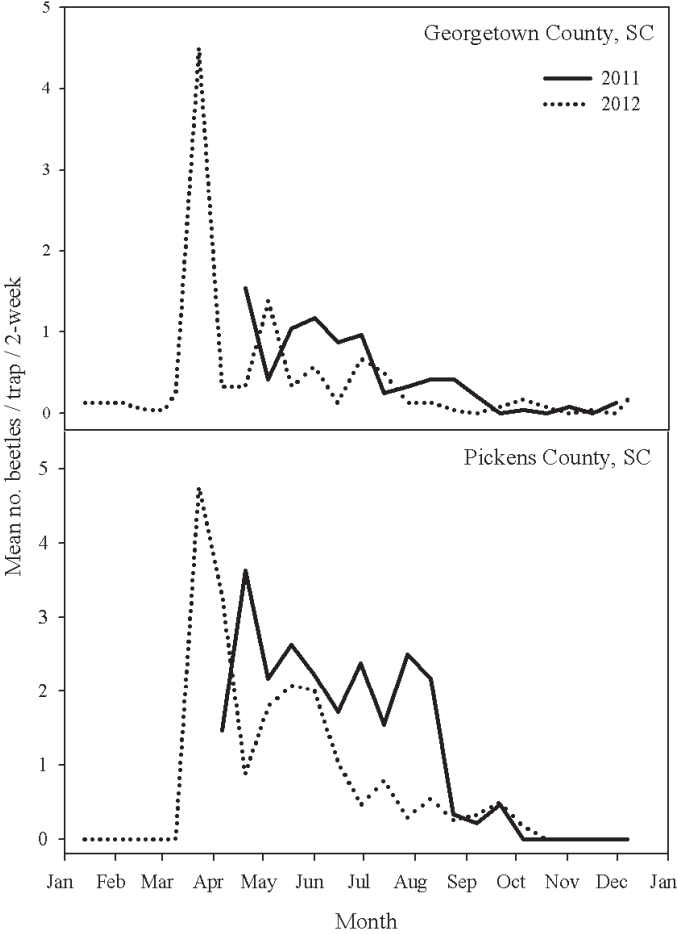 Georgetown County, SC
2011
2012
5
4
3
2
1
0
Mean no. beetles / trap / 2-week
Pickens County, SC
5
4
3
2
1
0
Jan Feb Mar Apr May Jun Jul Aug Sep Oct Nov Dec Jan
Month